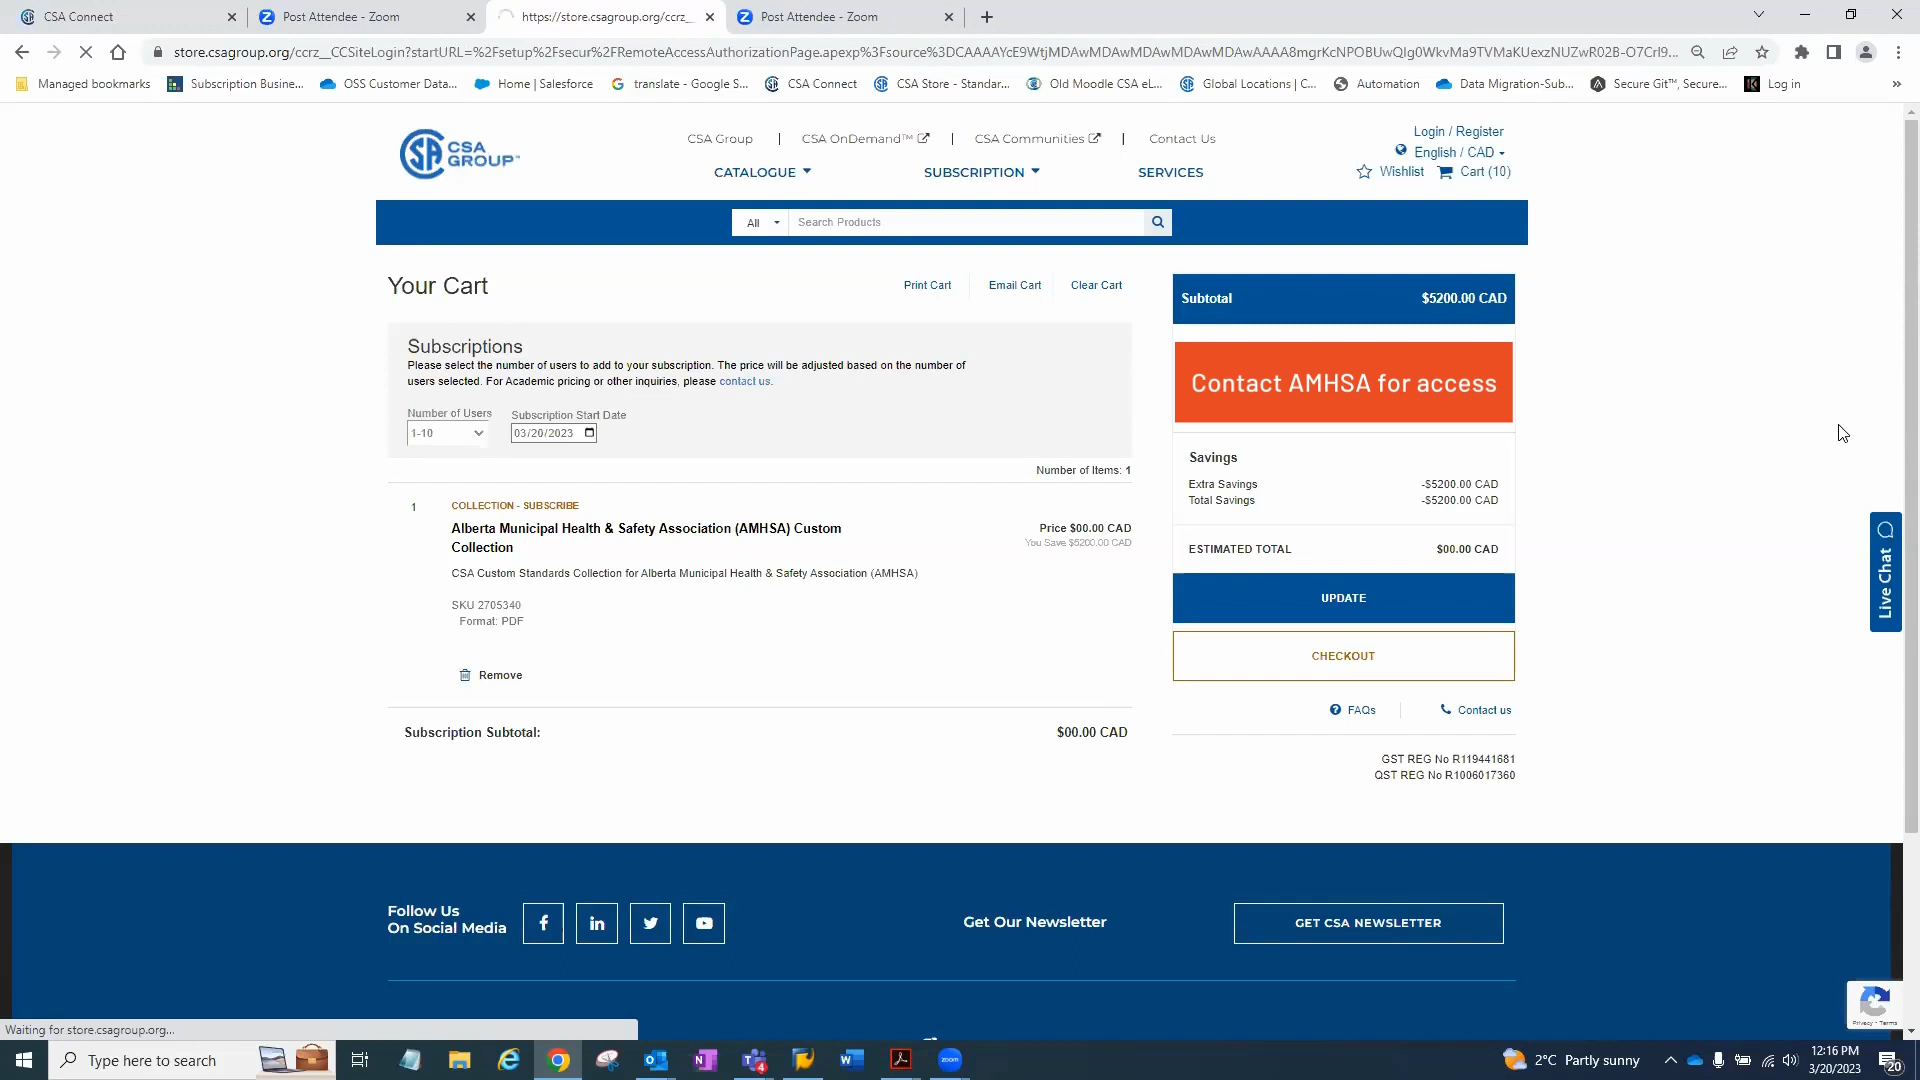 CSA Connect
Post Attendee - Zoom
https://store.csagroup.org/ccrz_
Post Attendee - Zoom
store.csagroup.org/ccrz__CCSiteLogin?startURL=%2Fsetup%2Fsecur%2FRemoteAccessAuthorizationPage.apexp%3Fsource%3D
Managed bookmarks
Subscription Busine...
OSS Customer Data...
Home | Salesforce
translate - Google S...
CSA Connect
CSA Store - Standar...
Old Moodle CSA eL...
Global Locations | C...
Automation
Data Migration-Sub...
Secure Git™, Secure...
Log in
»
CSA GROUP™
CSA Group | CSA OnDemand™ | CSA Communities | Contact Us
CATALOGUE
SUBSCRIPTION
SERVICES
Login / Register
English / CAD
Wishlist
Cart (10)
All
Search Products
Your Cart
Print Cart
Email Cart
Clear Cart
Subscriptions
Please select the number of users to add to your subscription. The price will be adjusted based on the number of
users selected. For Academic pricing or other inquiries, please contact us.
Number of Users
Subscription Start Date
1-10
03/20/2023
Number of Items: 1
1
COLLECTION - SUBSCRIBE
Alberta Municipal Health & Safety Association (AMHSA) Custom
Collection
Price $00.00 CAD
You Save $5200.00 CAD
CSA Custom Standards Collection for Alberta Municipal Health & Safety Association (AMHSA)
SKU 2705340
Format: PDF
Remove
Subscription Subtotal:
$00.00 CAD
Subtotal
$5200.00 CAD
Contact AMHSA for access
Savings
Extra Savings
-$5200.00 CAD
Total Savings
-$5200.00 CAD
ESTIMATED TOTAL
$00.00 CAD
UPDATE
CHECKOUT
FAQs
Contact us
GST REG No R119441681
QST REG No R1006017360
Live Chat
Follow Us
On Social Media
Get Our Newsletter
GET CSA NEWSLETTER
Privacy - Terms
Waiting for store.csagroup.org...
Type here to search
4
zoom
2°C Partly sunny
12:16 PM
3/20/2023
20